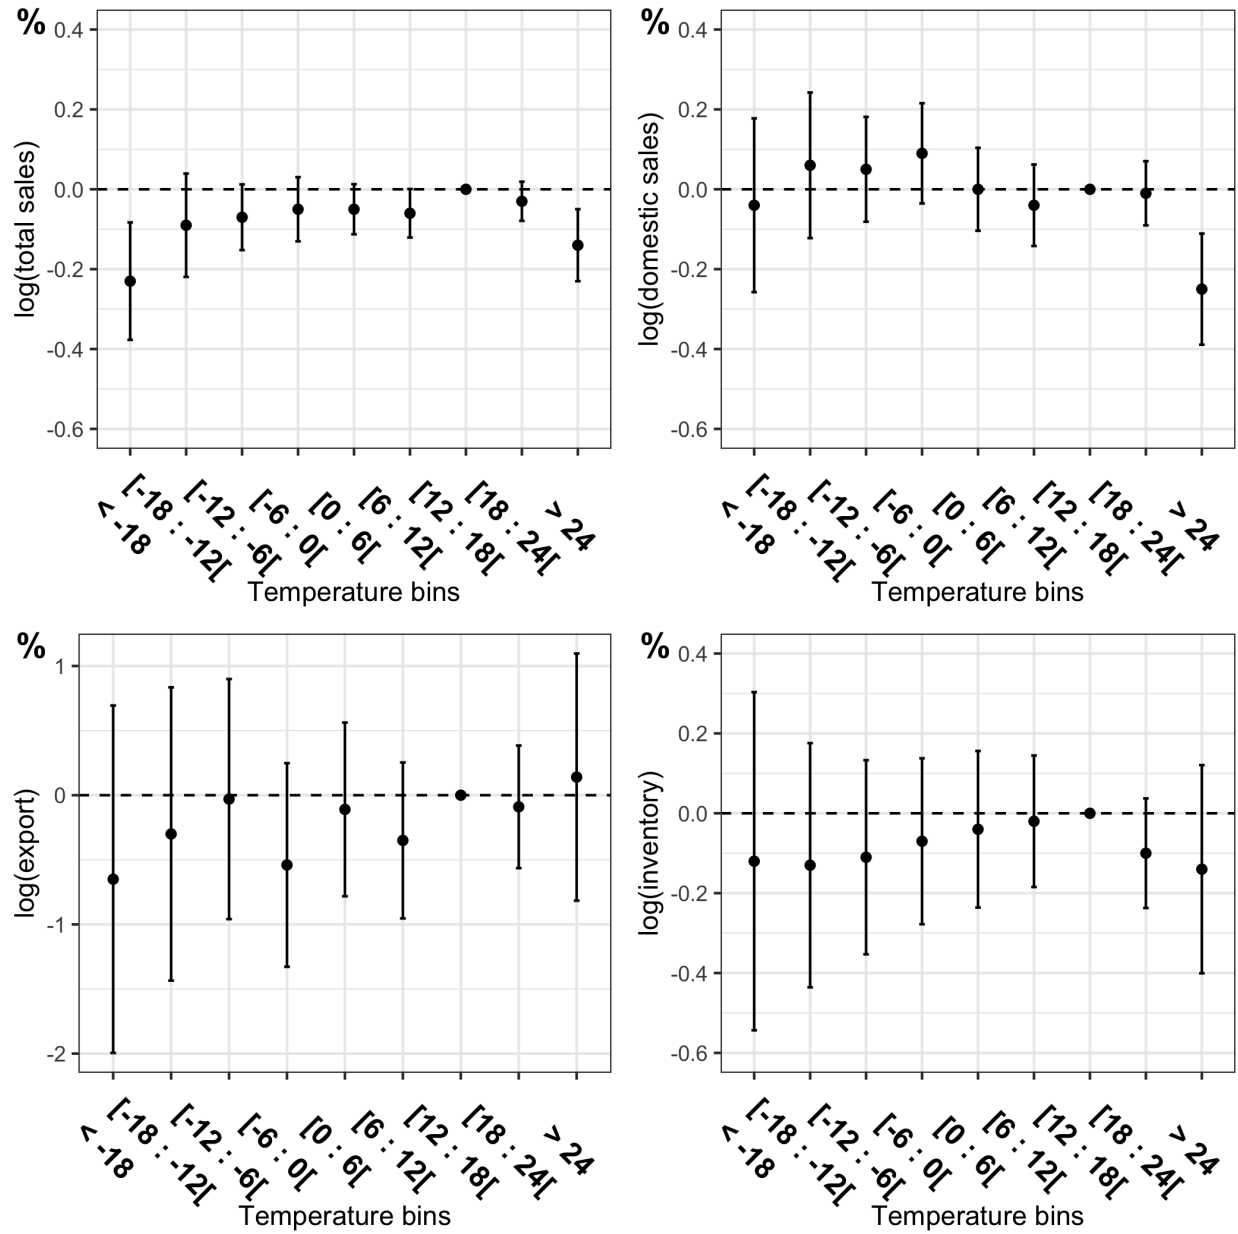 %
0.4
0.2
0.0
-0.2
-0.4
-0.6
log(total sales)
< -18
[-18 : -12[
[-12 : -6[
[-6 : 0[
[0 : 6[
[6 : 12[
[12 : 18[
[18 : 24[
> 24
Temperature bins
%
0.4
0.2
0.0
-0.2
-0.4
-0.6
log(domestic sales)
< -18
[-18 : -12[
[-12 : -6[
[-6 : 0[
[0 : 6[
[6 : 12[
[12 : 18[
[18 : 24[
> 24
Temperature bins
%
1
0
-1
-2
log(export)
< -18
[-18 : -12[
[-12 : -6[
[-6 : 0[
[0 : 6[
[6 : 12[
[12 : 18[
[18 : 24[
> 24
Temperature bins
%
0.4
0.2
0.0
-0.2
-0.4
-0.6
log(inventory)
< -18
[-18 : -12[
[-12 : -6[
[-6 : 0[
[0 : 6[
[6 : 12[
[12 : 18[
[18 : 24[
> 24
Temperature bins